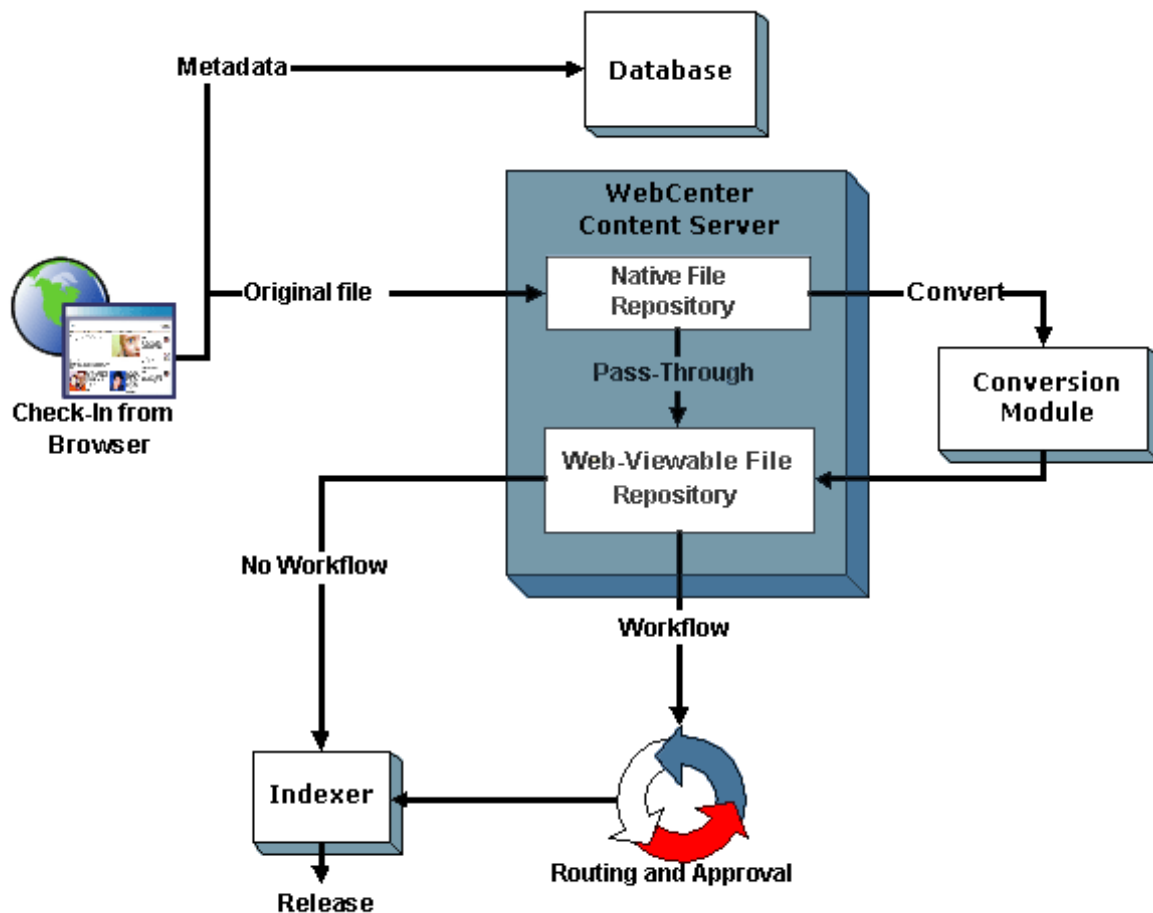 Metadata
Database
WebCenter
Content Server
Native File
Repository
Original file
Convert
Pass-Through
Conversion
Module
Check-In from
Browser
Web-Viewable File
Repository
No Workflow
Workflow
Indexer
Routing and Approval
Release